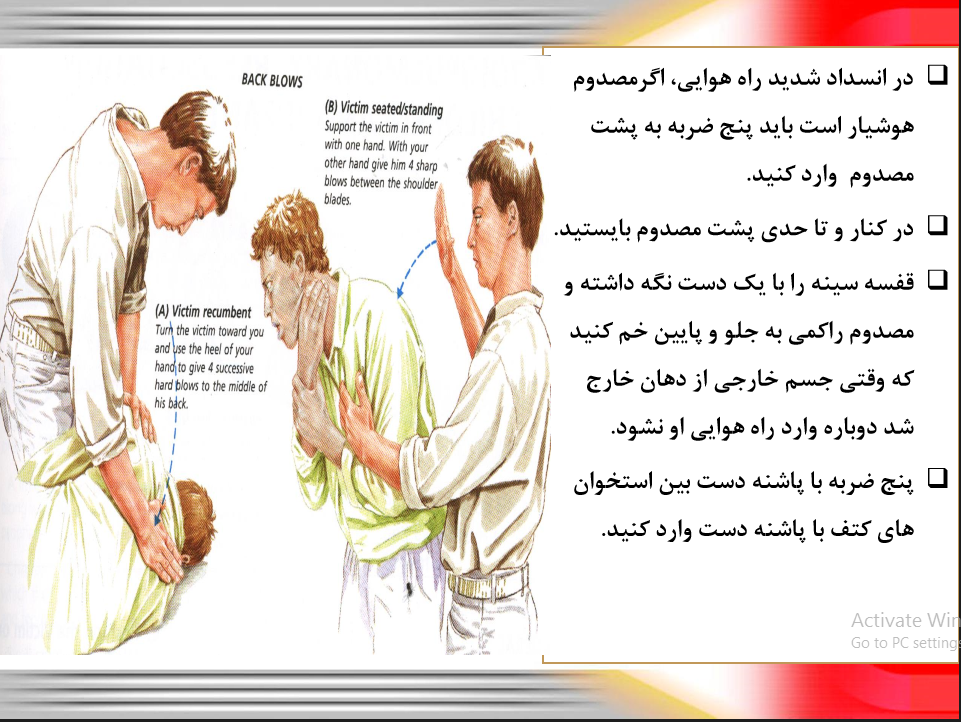 BACK BLOWS
(B) Victim seated/standing
Support the victim in front
with one hand. With your
other hand give him 4 sharp
blows between the shoulder
blades.
(A) Victim recumbent
Turn the victim toward you
and use the heel of your
hand to give 4 successive
hard blows to the middle of
his back.
در انسداد شدید راه هوایی، اگرمصدوم
هوشیار است باید پنج ضربه به پشت
مصدوم وارد کنید.
در کنار و تا حدی پشت مصدوم بایستید.
قفسه سینه را با یک دست نگه داشته و
مصدوم راکمی به جلو و پایین خم کنید
که وقتی جسم خارجی از دهان خارج
شد دوباره وارد راه هوایی او نشود.
پنج ضربه با پاشنه دست بین استخوان
های کتف با پاشنه دست وارد کنید.
Activate Win
Go to PC settings